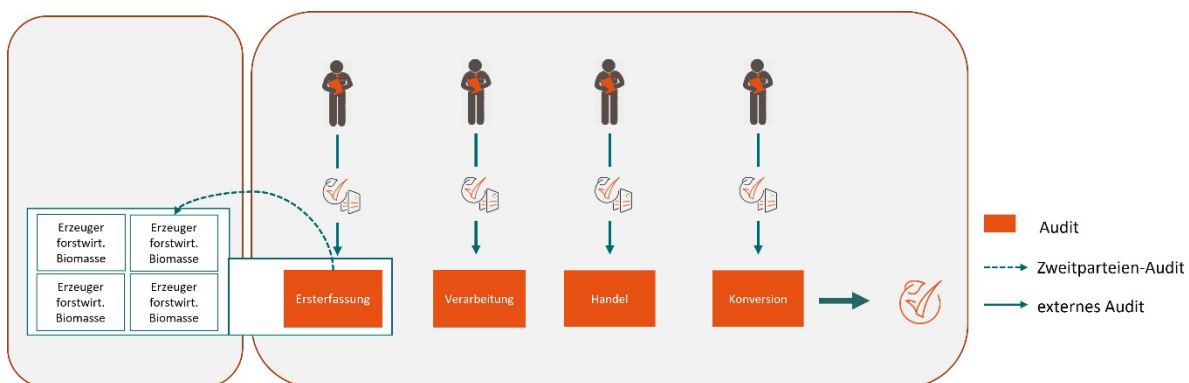 Erzeuger
forstwirt.
Biomasse
Erzeuger
forstwirt.
Biomasse
Erzeuger
forstwirt.
Biomasse
Erzeuger
forstwirt.
Biomasse
Ersterfassung
Verarbeitung
Handel
Konversion
Audit
Zweitparteien-Audit
externes Audit